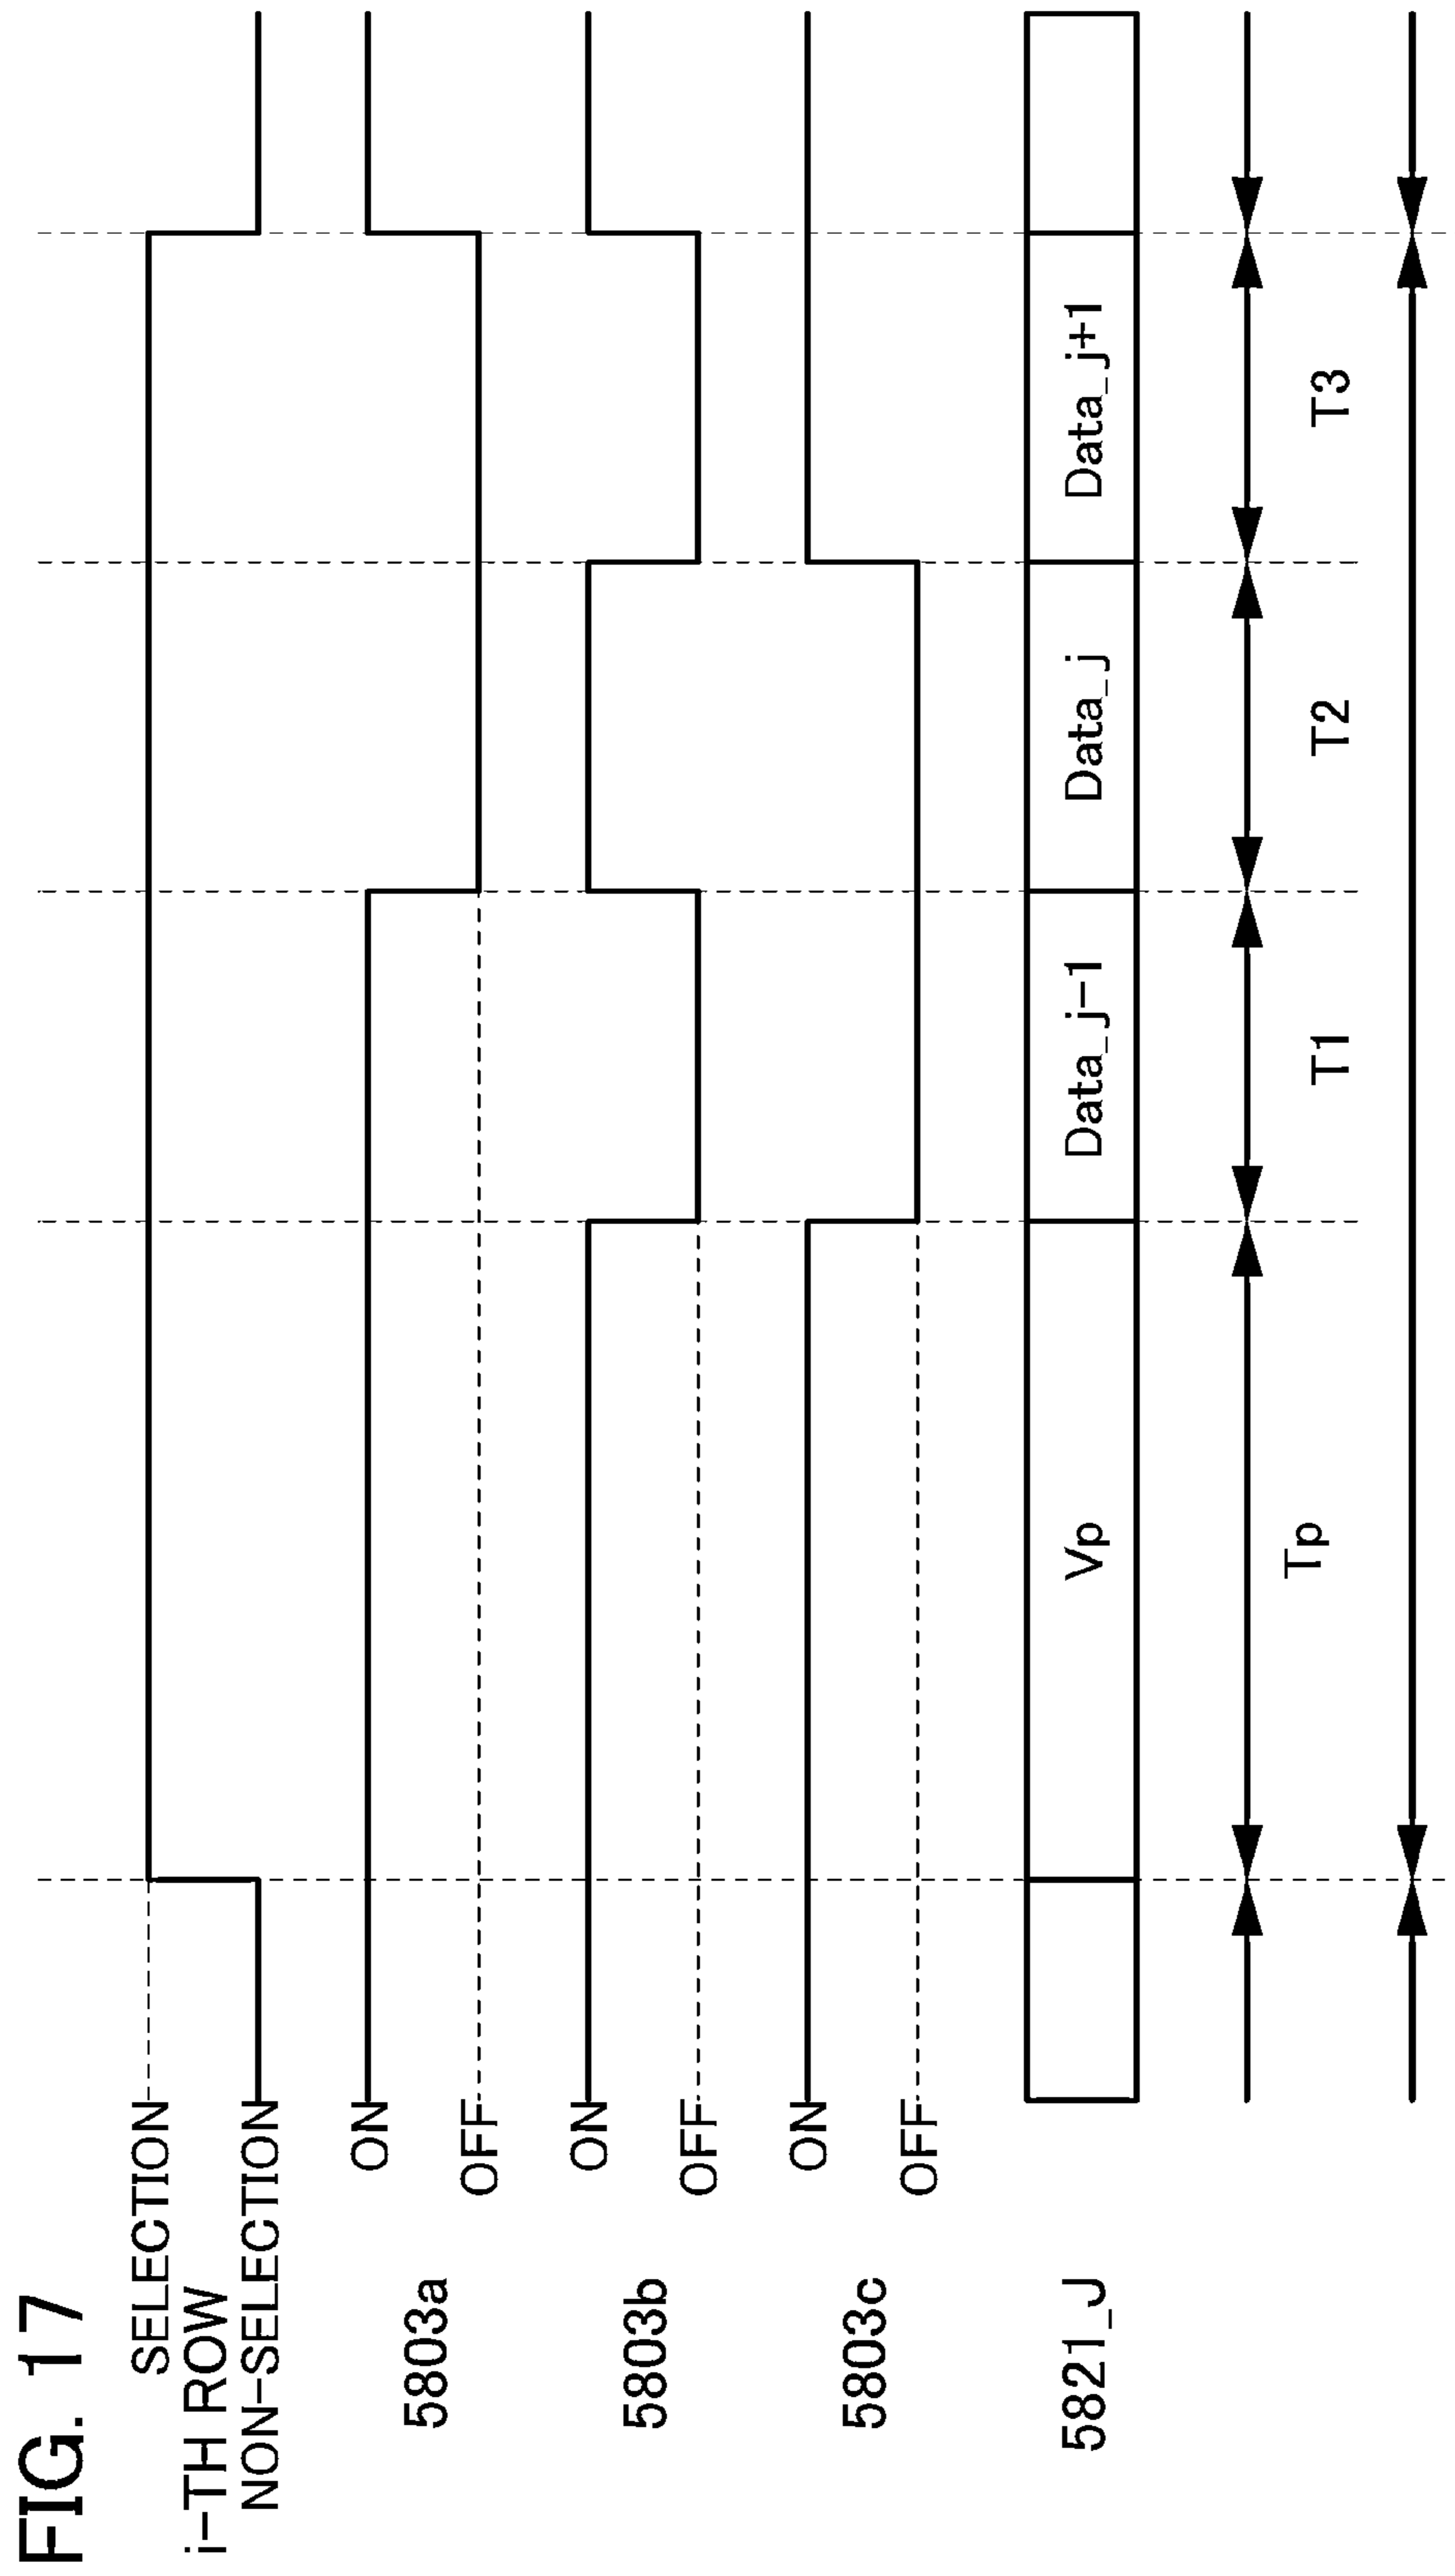 FIG. 17
SELECTION
i-TH ROW
NON-SELECTION
ON
5803a
OFF
ON
5803b
OFF
ON
5803c
OFF
5821_J
Vp
Data_j-1
Data_j
Data_j+1
Tp
T1
T2
T3